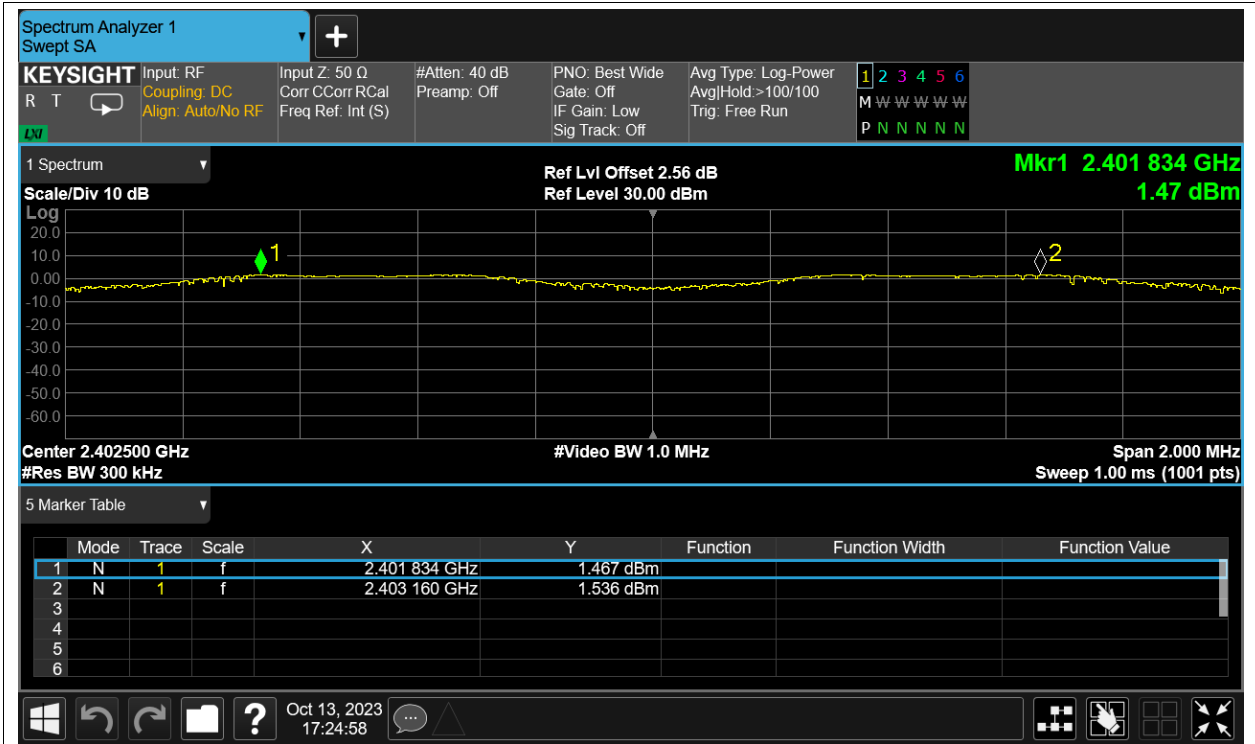 Spectrum Analyzer 1
Swept SA
+
KEYSIGHT
R T
LXI
Input: RF
Coupling: DC
Align: Auto/No RF
Input Z: 50 Ω
Corr CCorr RCal
Freq Ref: Int (S)
#Atten: 40 dB
Preamp: Off
PNO: Best Wide
Gate: Off
IF Gain: Low
Sig Track: Off
Avg Type: Log-Power
Avg|Hold:>100/100
Trig: Free Run
1 2 3 4 5 6
M W W W W W
P N N N N N
1 Spectrum
Scale/Div 10 dB
Ref Lvl Offset 2.56 dB
Ref Level 30.00 dBm
Mkr1 2.401 834 GHz
1.47 dBm
Log
20.0
10.0
0.00
-10.0
-20.0
-30.0
-40.0
-50.0
-60.0
1
2
Center 2.402500 GHz
#Res BW 300 kHz
#Video BW 1.0 MHz
Span 2.000 MHz
Sweep 1.00 ms (1001 pts)
5 Marker Table
Mode Trace Scale X Y Function Function Width Function Value
1 N 1 f 2.401 834 GHz 1.467 dBm
2 N 1 f 2.403 160 GHz 1.536 dBm
3
4
5
6
?
Oct 13, 2023
17:24:58